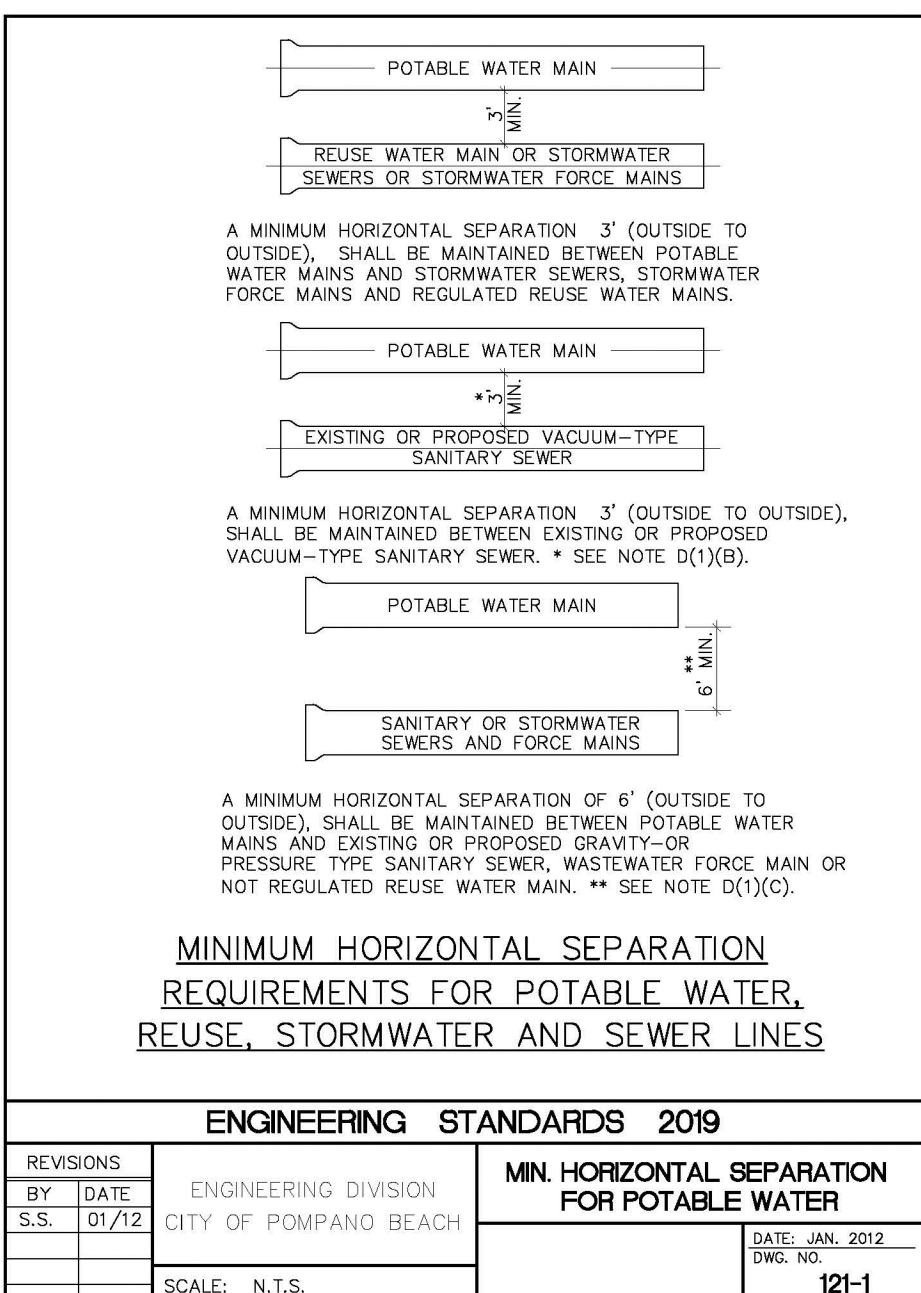 POTABLE WATER MAIN
3' MIN.
REUSE WATER MAIN OR STORMWATER
SEWERS OR STORMWATER FORCE MAINS
A MINIMUM HORIZONTAL SEPARATION 3' (OUTSIDE TO
OUTSIDE), SHALL BE MAINTAINED BETWEEN POTABLE
WATER MAINS AND STORMWATER SEWERS, STORMWATER
FORCE MAINS AND REGULATED REUSE WATER MAINS.
POTABLE WATER MAIN
*3' MIN.
EXISTING OR PROPOSED VACUUM-TYPE
SANITARY SEWER
A MINIMUM HORIZONTAL SEPARATION 3' (OUTSIDE TO OUTSIDE),
SHALL BE MAINTAINED BETWEEN EXISTING OR PROPOSED
VACUUM-TYPE SANITARY SEWER. * SEE NOTE D(1)(B).
POTABLE WATER MAIN
6' MIN. **
SANITARY OR STORMWATER
SEWERS AND FORCE MAINS
A MINIMUM HORIZONTAL SEPARATION OF 6' (OUTSIDE TO
OUTSIDE), SHALL BE MAINTAINED BETWEEN POTABLE WATER
MAINS AND EXISTING OR PROPOSED GRAVITY-OR
PRESSURE TYPE SANITARY SEWER, WASTEWATER FORCE MAIN OR
NOT REGULATED REUSE WATER MAIN. ** SEE NOTE D(1)(C).
MINIMUM HORIZONTAL SEPARATION
REQUIREMENTS FOR POTABLE WATER,
REUSE, STORMWATER AND SEWER LINES
ENGINEERING STANDARDS 2019
REVISIONS
BY DATE
S.S. 01/12
ENGINEERING DIVISION
CITY OF POMPANO BEACH
SCALE: N.T.S.
MIN. HORIZONTAL SEPARATION
FOR POTABLE WATER
DATE: JAN. 2012
DWG. NO.
121-1